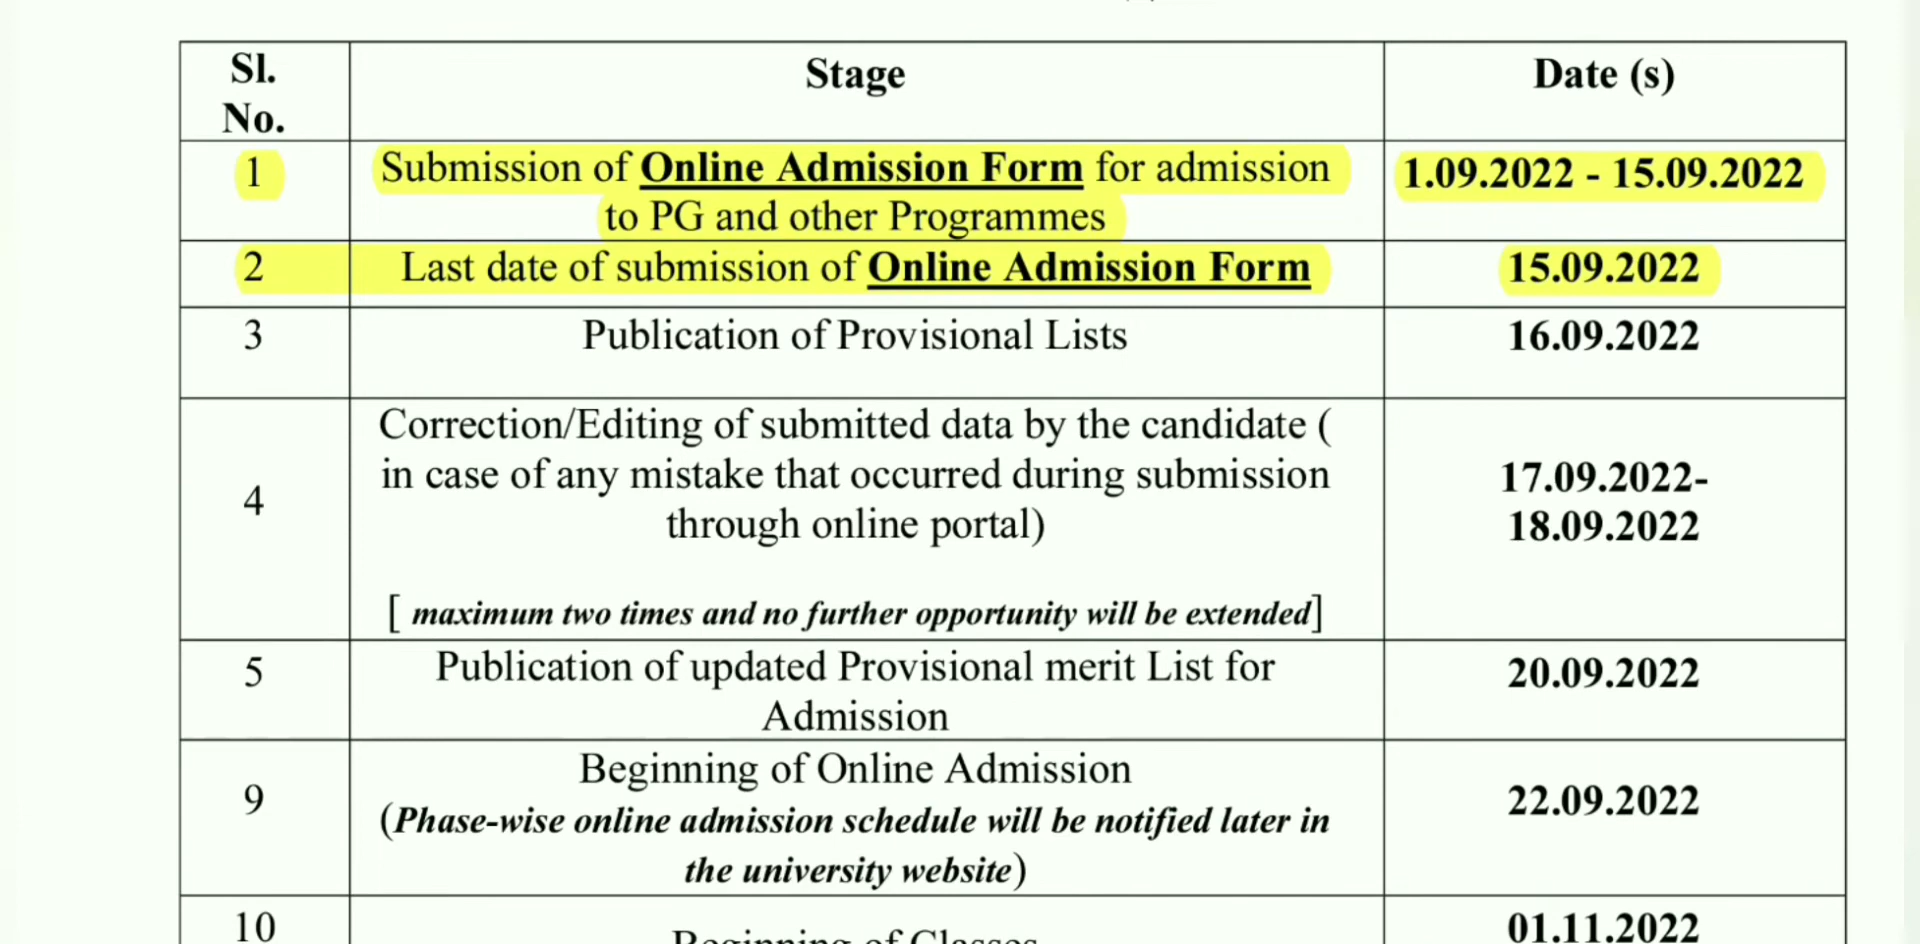 Sl.
No.
Stage
Date (s)
1
Submission of Online Admission Form for admission
to PG and other Programmes
1.09.2022 - 15.09.2022
2
Last date of submission of Online Admission Form
15.09.2022
3
Publication of Provisional Lists
16.09.2022
4
Correction/Editing of submitted data by the candidate (
in case of any mistake that occurred during submission
through online portal)
[ maximum two times and no further opportunity will be extended]
17.09.2022-
18.09.2022
5
Publication of updated Provisional merit List for
Admission
20.09.2022
9
Beginning of Online Admission
(Phase-wise online admission schedule will be notified later in
the university website)
22.09.2022
10
Beginning of Classes
01.11.2022